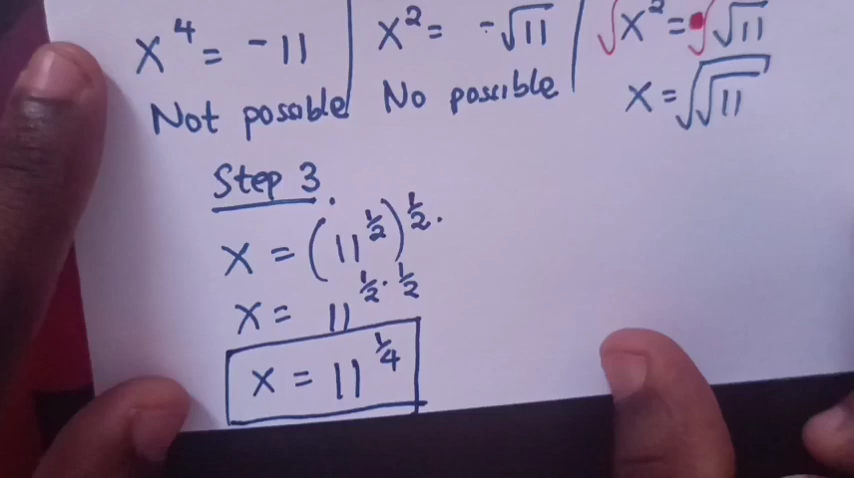 x⁴ = -11
Not possable
x² = -√11
No possible
√x² = √√11
x = √√11
Step 3.
x = (11^½)^½.
x = 11^½·½
x = 11^¼